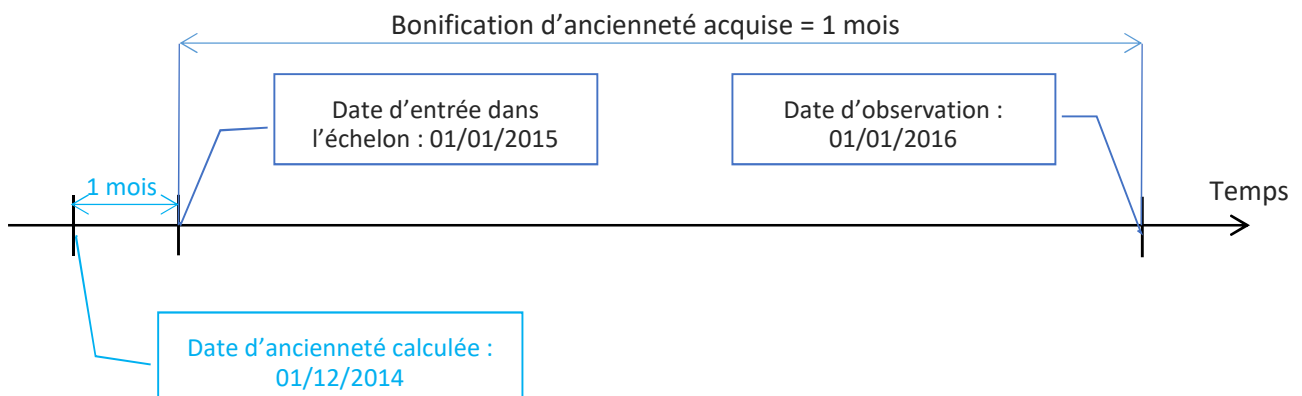 Bonification d’ancienneté acquise = 1 mois
Date d’entrée dans
l’échelon : 01/01/2015
Date d’observation :
01/01/2016
1 mois
Temps
Date d’ancienneté calculée :
01/12/2014